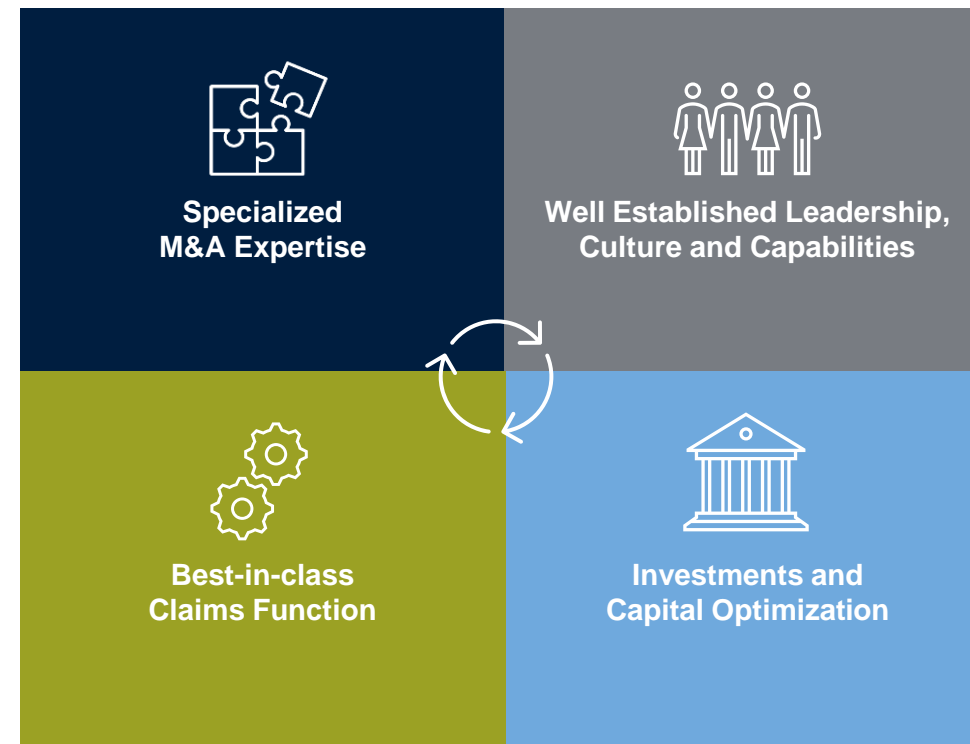 Specialized
M&A Expertise
Well Established Leadership,
Culture and Capabilities
Best-in-class
Claims Function
Investments and
Capital Optimization